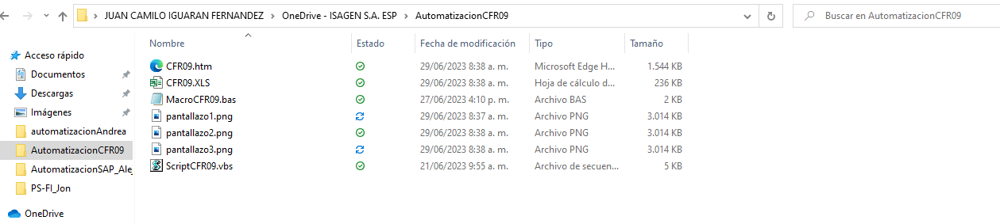 JUAN CAMILO IGUARAN FERNANDEZ > OneDrive - ISAGEN S.A. ESP > AutomatizacionCFR09
Buscar en AutomatizacionCFR09
Nombre Estado Fecha de modificación Tipo Tamaño
Acceso rápido
Documentos
Descargas
Imágenes
automatizacionAndrea
AutomatizacionCFR09
AutomatizacionSAP_Alej
PS-FI_Jon
OneDrive
CFR09.htm 29/06/2023 8:38 a. m. Microsoft Edge H... 1.544 KB
CFR09.XLS 29/06/2023 8:38 a. m. Hoja de cálculo d... 236 KB
MacroCFR09.bas 27/06/2023 4:10 p. m. Archivo BAS 2 KB
pantallazo1.png 29/06/2023 8:37 a. m. Archivo PNG 3.014 KB
pantallazo2.png 29/06/2023 8:38 a. m. Archivo PNG 3.014 KB
pantallazo3.png 29/06/2023 8:38 a. m. Archivo PNG 3.014 KB
ScriptCFR09.vbs 21/06/2023 9:55 a. m. Archivo de secuen... 5 KB